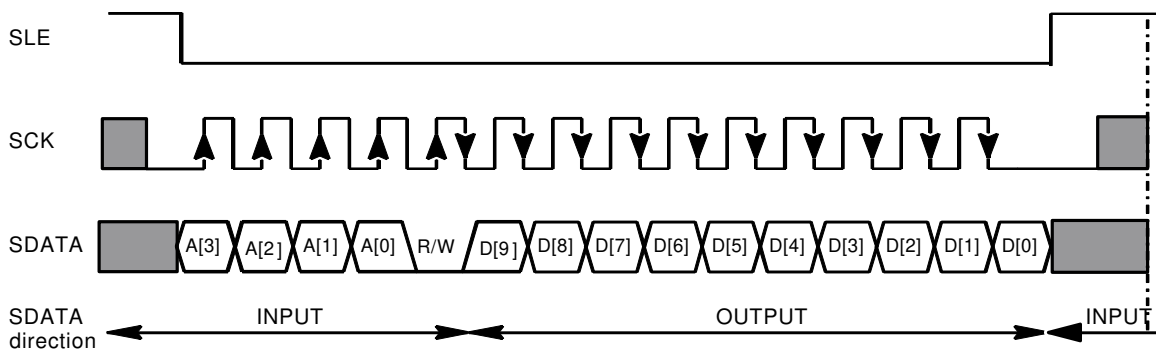 SLE
SCK
SDATA A[3] A[2] A[1] A[0] R/W D[9] D[8] D[7] D[6] D[5] D[4] D[3] D[2] D[1] D[0]
SDATA direction INPUT OUTPUT INPUT